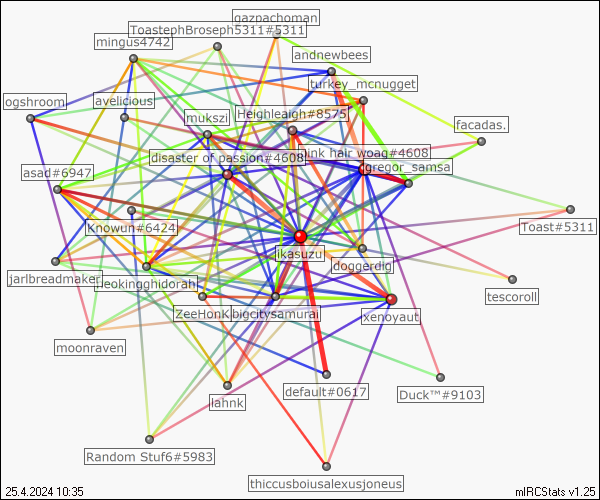 gazpachoman
ToastephBroseph5311#5311
mingus4742
andnewbees
turkey_mcnugget
ogshroom
avelicious
mukszi
Heighleaigh#8575
facadas.
disaster of passion#4608
ink hair woag#4608
gregor_samsa
asad#6947
Knowun#6424
Toast#5311
ikasuzu
doggerdig
jarlbreadmaker
eokingghidorah
tescoroll
ZeeHonK
bigcitysamurai
xenoyaut
moonraven
lahnk
default#0617
Duck™#9103
Random Stuf6#5983
thiccusboiusalexusjoneus
25.4.2024 10:35
mIRCStats v1.25